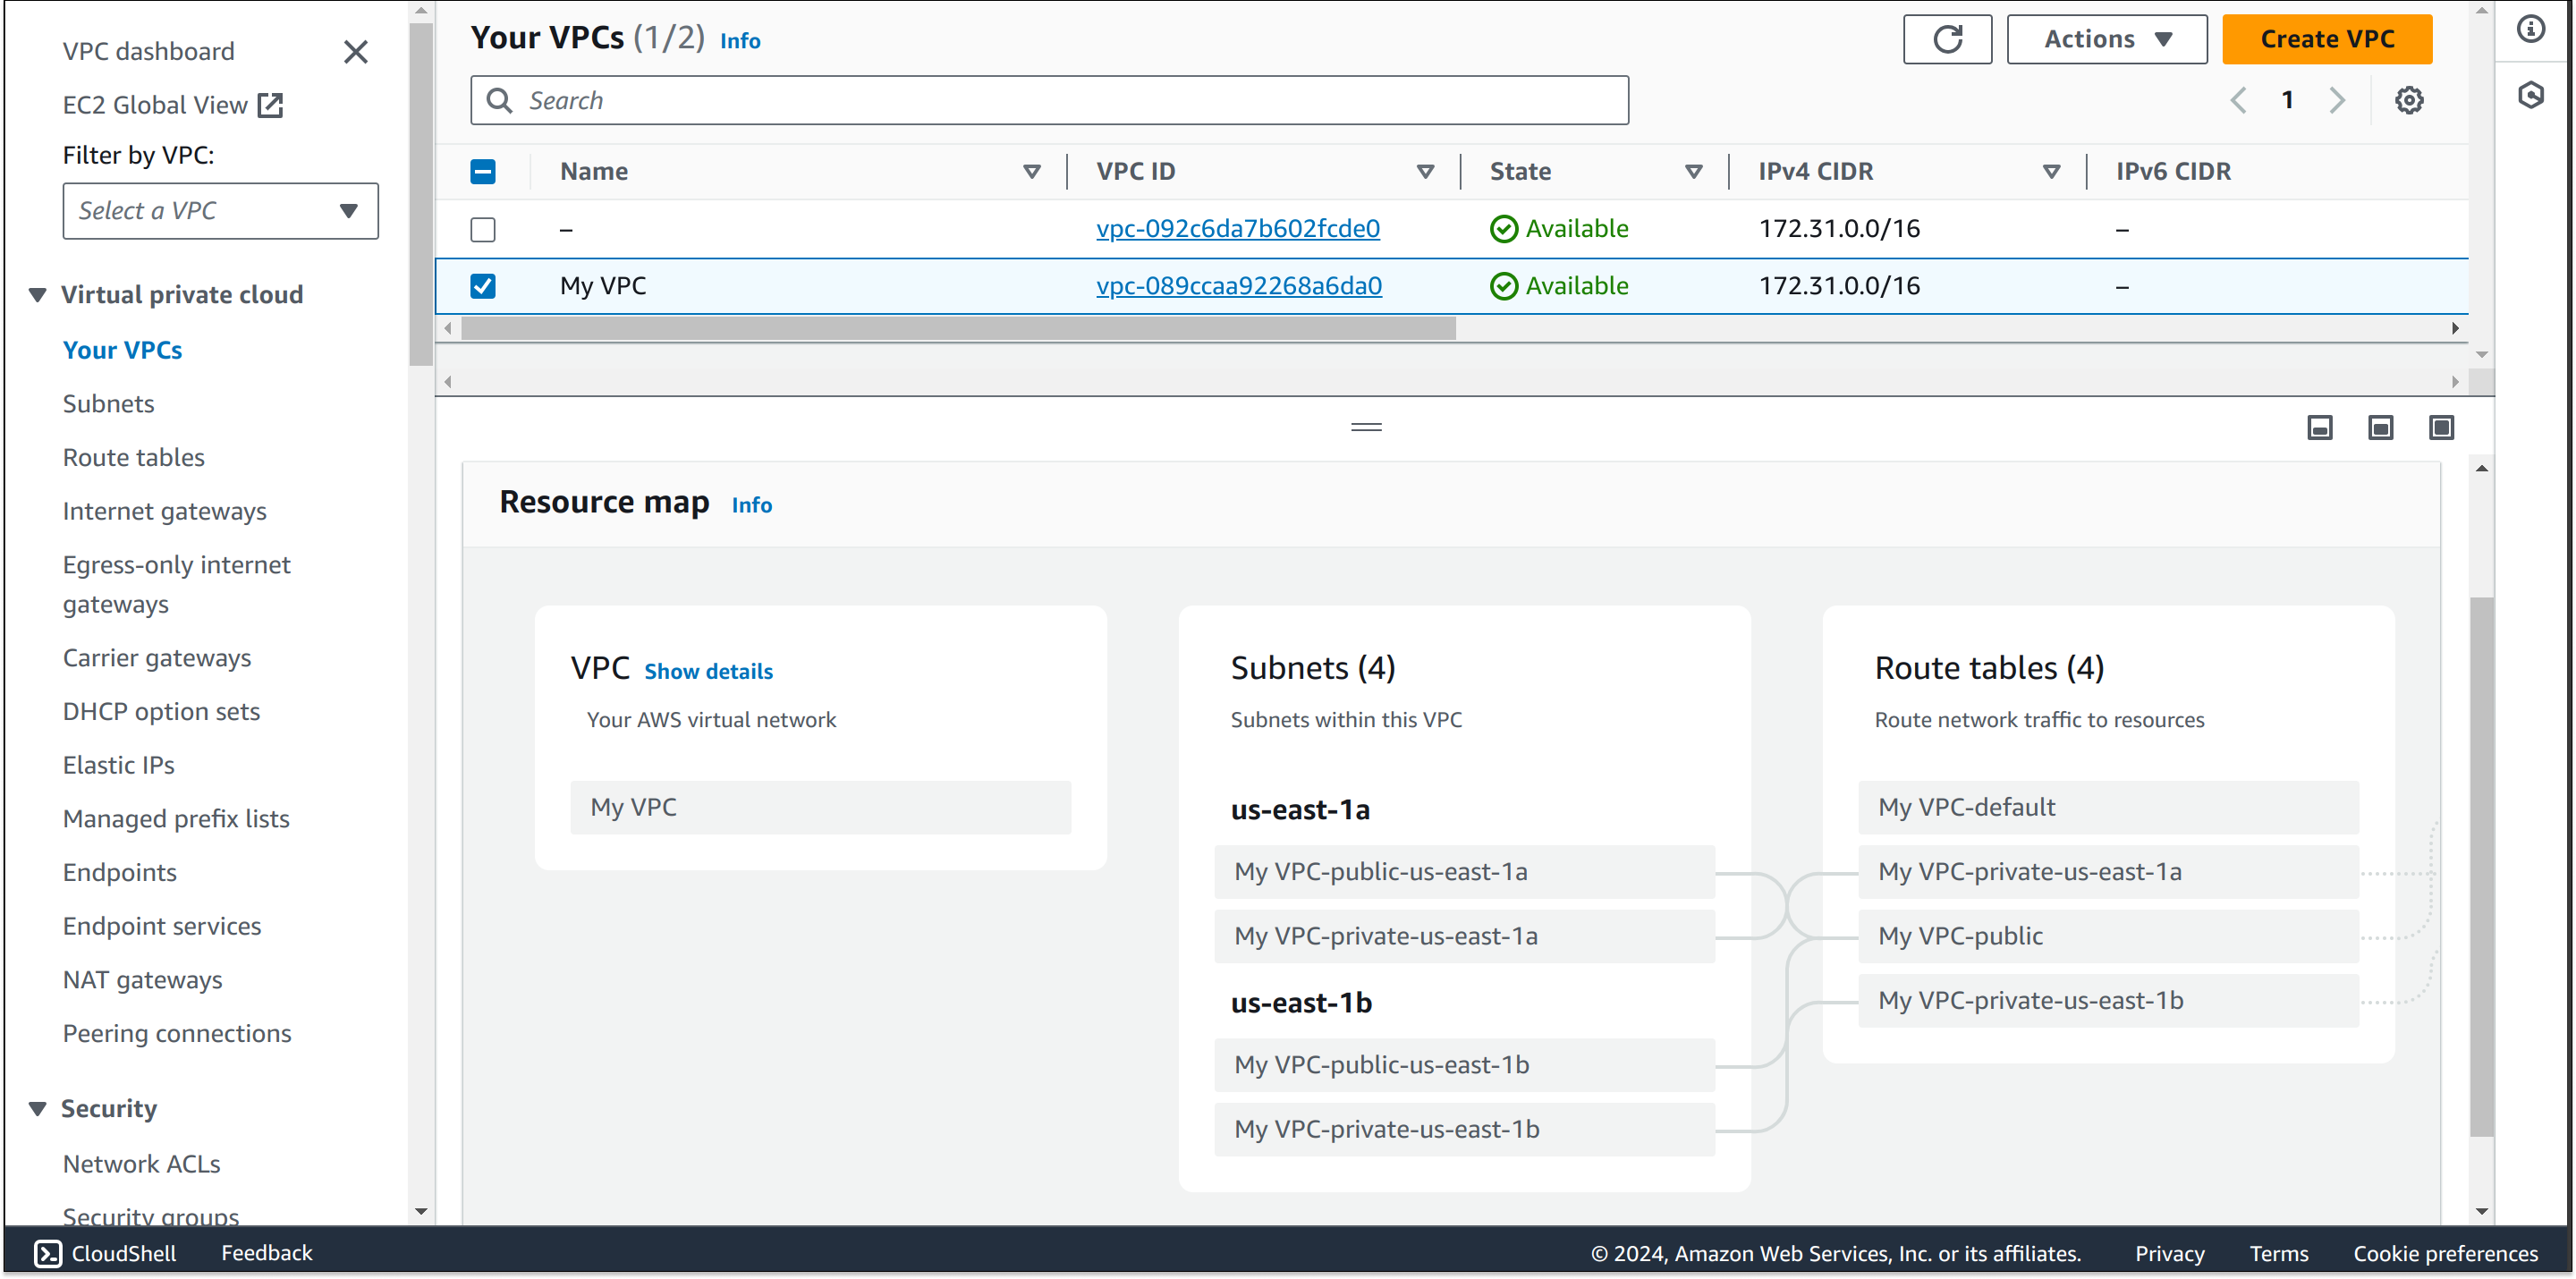 VPC dashboard
EC2 Global View
Filter by VPC:
Select a VPC
Virtual private cloud
Your VPCs
Subnets
Route tables
Internet gateways
Egress-only internet
gateways
Carrier gateways
DHCP option sets
Elastic IPs
Managed prefix lists
Endpoints
Endpoint services
NAT gateways
Peering connections
Security
Network ACLs
Security groups
Your VPCs (1/2) Info
Actions
Create VPC
Search
1
Name VPC ID State IPv4 CIDR IPv6 CIDR
– vpc-092c6da7b602fcde0 Available 172.31.0.0/16 –
My VPC vpc-089ccaa92268a6da0 Available 172.31.0.0/16 –
Resource map Info
VPC Show details
Your AWS virtual network
My VPC
Subnets (4)
Subnets within this VPC
us-east-1a
My VPC-public-us-east-1a
My VPC-private-us-east-1a
us-east-1b
My VPC-public-us-east-1b
My VPC-private-us-east-1b
Route tables (4)
Route network traffic to resources
My VPC-default
My VPC-private-us-east-1a
My VPC-public
My VPC-private-us-east-1b
CloudShell Feedback © 2024, Amazon Web Services, Inc. or its affiliates. Privacy Terms Cookie preferences